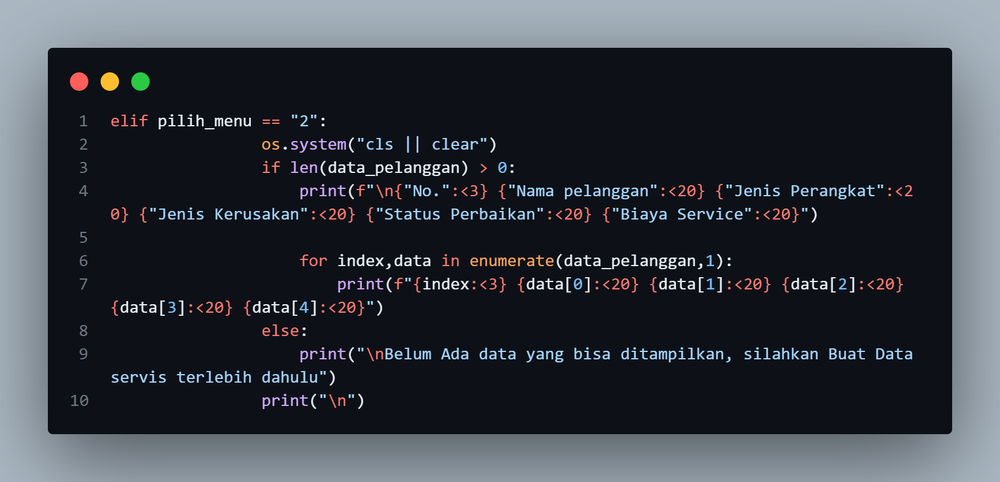 1 elif pilih_menu == "2":
2                 os.system("cls || clear")
3                 if len(data_pelanggan) > 0:
4                     print(f"\n{"No.":<3} {"Nama pelanggan":<20} {"Jenis Perangkat":<2
0} {"Jenis Kerusakan":<20} {"Status Perbaikan":<20} {"Biaya Service":<20}")
5
6                     for index,data in enumerate(data_pelanggan,1):
7                         print(f"{index:<3} {data[0]:<20} {data[1]:<20} {data[2]:<20}
{data[3]:<20} {data[4]:<20}")
8                 else:
9                     print("\nBelum Ada data yang bisa ditampilkan, silahkan Buat Data
servis terlebih dahulu")
10                 print("\n")